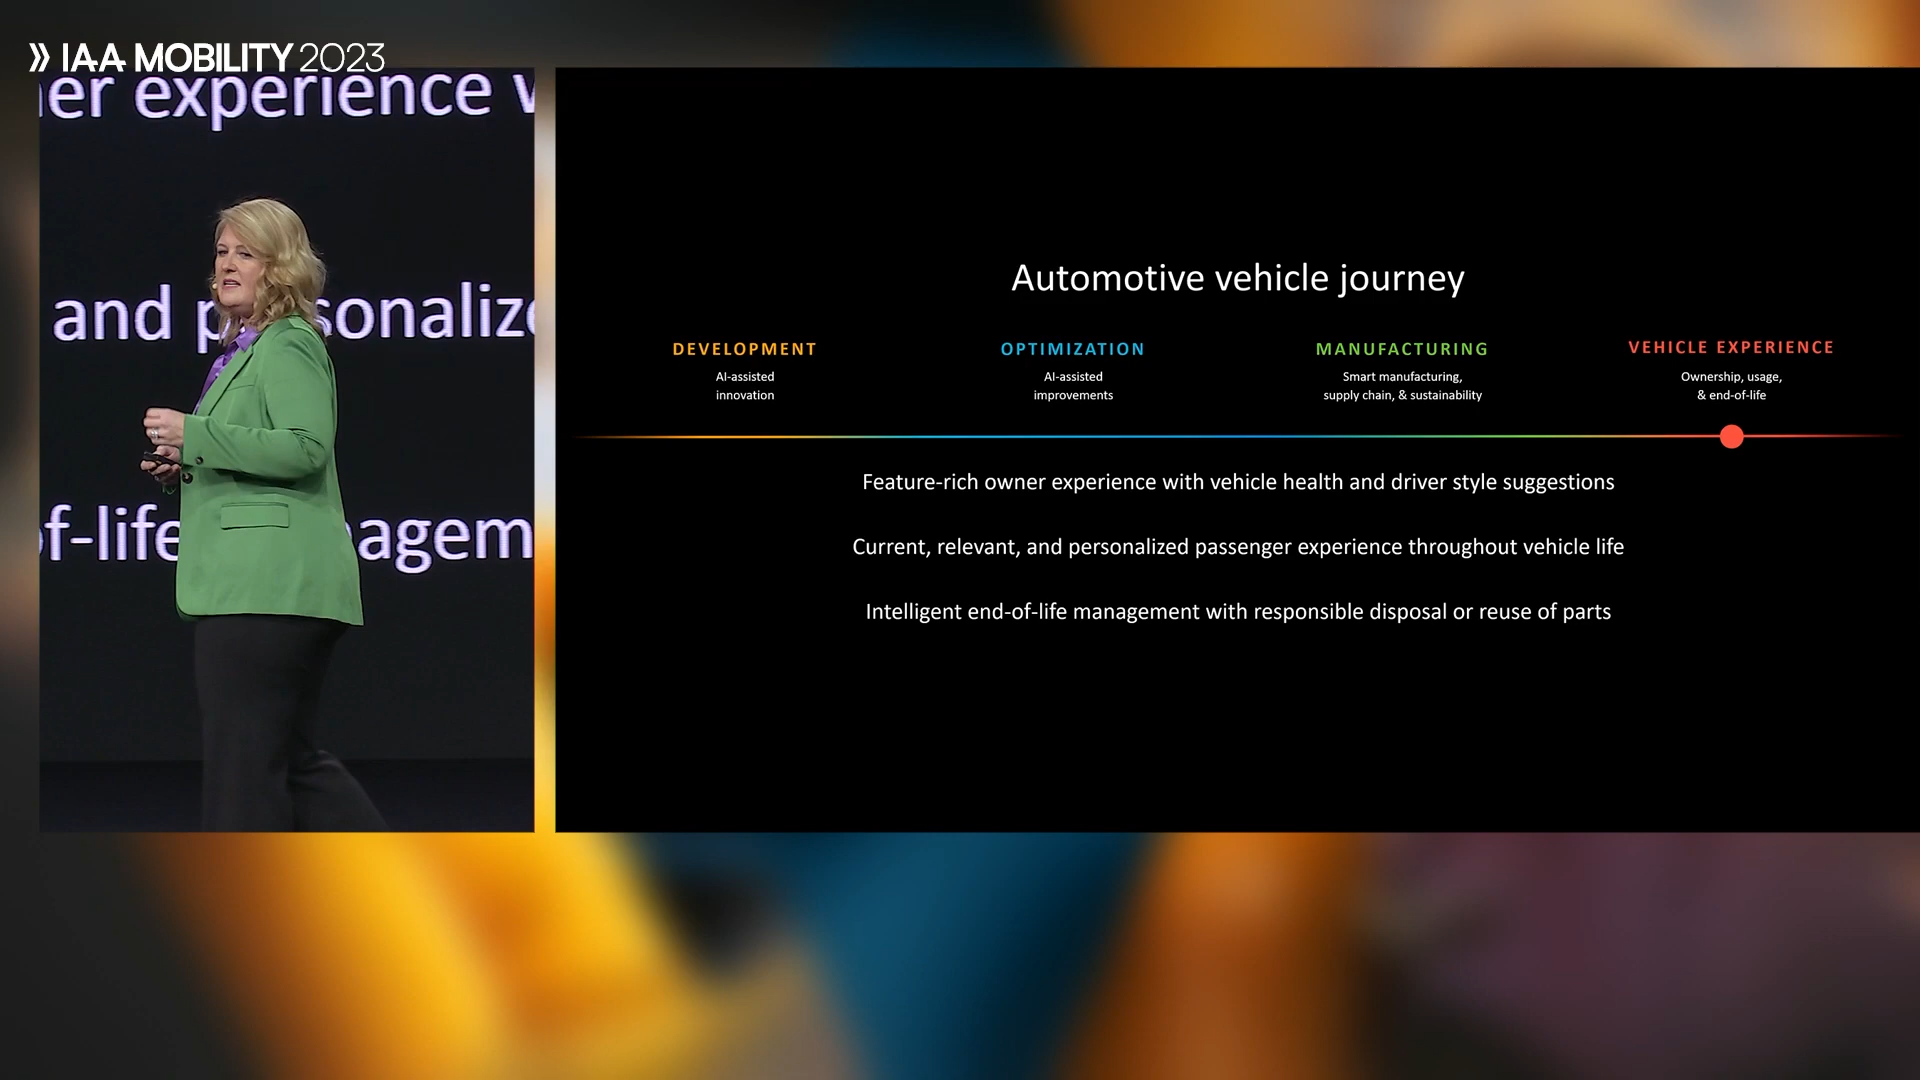 IAA MOBILITY 2023
er experience
and personalize
of-life managem
Automotive vehicle journey
DEVELOPMENT
AI-assisted
innovation
OPTIMIZATION
AI-assisted
improvements
MANUFACTURING
Smart manufacturing,
supply chain, & sustainability
VEHICLE EXPERIENCE
Ownership, usage,
& end-of-life
Feature-rich owner experience with vehicle health and driver style suggestions
Current, relevant, and personalized passenger experience throughout vehicle life
Intelligent end-of-life management with responsible disposal or reuse of parts